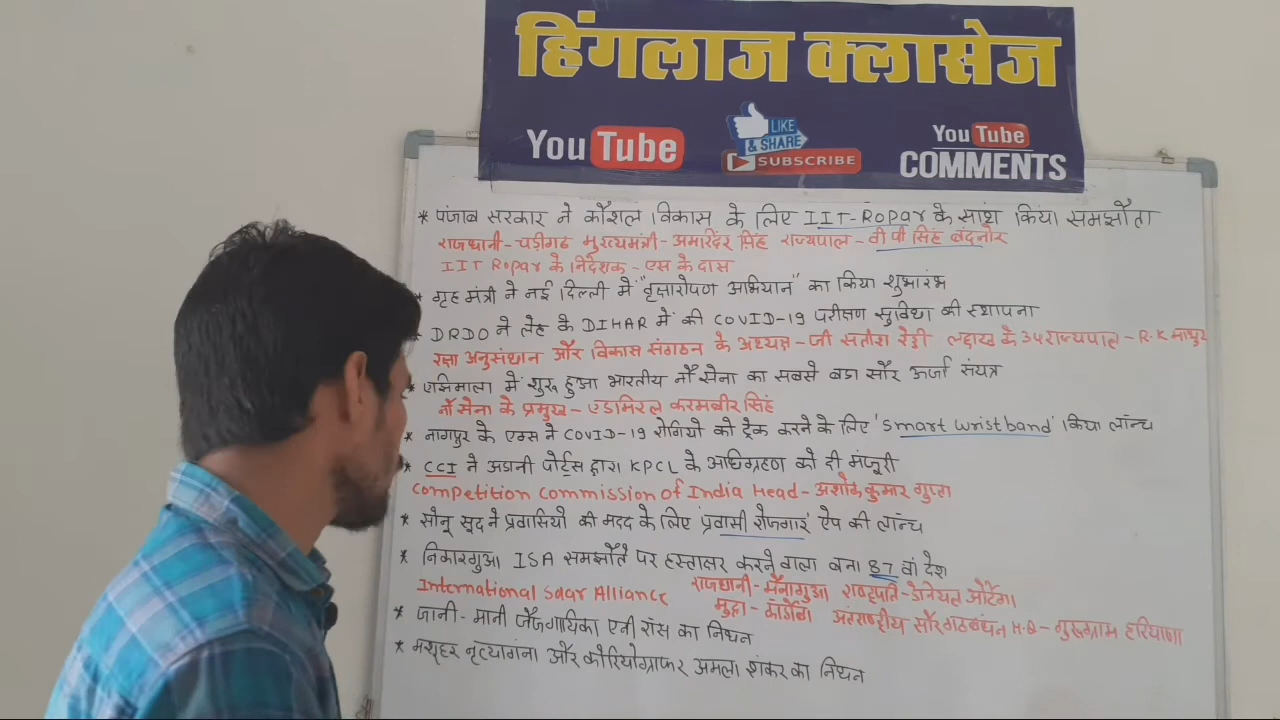 हिंगलाज क्लासेज
YouTube
LIKE & SHARE
SUBSCRIBE
YouTube
COMMENTS
* पंजाब सरकार ने कौशल विकास के लिए IIT-Ropar के साथ किया समझौता
राजधानी - चड़ीगढ मुख्यमंत्री - अमरिंदर सिंह राज्यपाल - वी पी सिंह बदनोर
IIT Ropar के निदेशक - एस के दास
* गृह मंत्री ने नई दिल्ली में "वृक्षारोपण अभियान" का किया शुभारंभ
* DRDO ने लेह के DIHAR में की COVID-19 परीक्षण सुविधा की स्थापना
रक्षा अनुसंधान और विकास संगठन के अध्यक्ष - जी सतीश रेड्डी लद्दाख के उपराज्यपाल - R.K माथुर
* एझिमाला में शुरू हुआ भारतीय नौ सेना का सबसे बडा सौर ऊर्जा संयंत्र
नौ सेना के प्रमुख - एडमिरल करमबीर सिंह
* नागपुर के एम्स ने COVID-19 रोगियो को ट्रेक करने के लिए 'Smart Wristband' किया लॉन्च
* CCI ने अडानी पोर्ट्स द्वारा KPCL के अधिग्रहण को दी मंजूरी
Competition Commission of India Head - अशोक कुमार गुप्ता
* सोनू सूद ने प्रवासियो की मदद के लिए 'प्रवासी रोजगार' ऐप की लॉन्च
* निकारागुआ ISA समझौते पर हस्ताक्षर करने वाला बना 87 वां देश
International Soar Alliance राजधानी - मैनागुआ राष्ट्रपति - डेनियल ओर्टेगा
मुद्रा - कार्डोबा अंतराष्ट्रीय सौर गठबंधन H.Q - गुरुग्राम हरियाणा
* जानी - मानी जैज गायिका एनी रॉस का निधन
* मशहूर नृत्यांगना और कोरियोग्राफर अमला शंकर का निधन